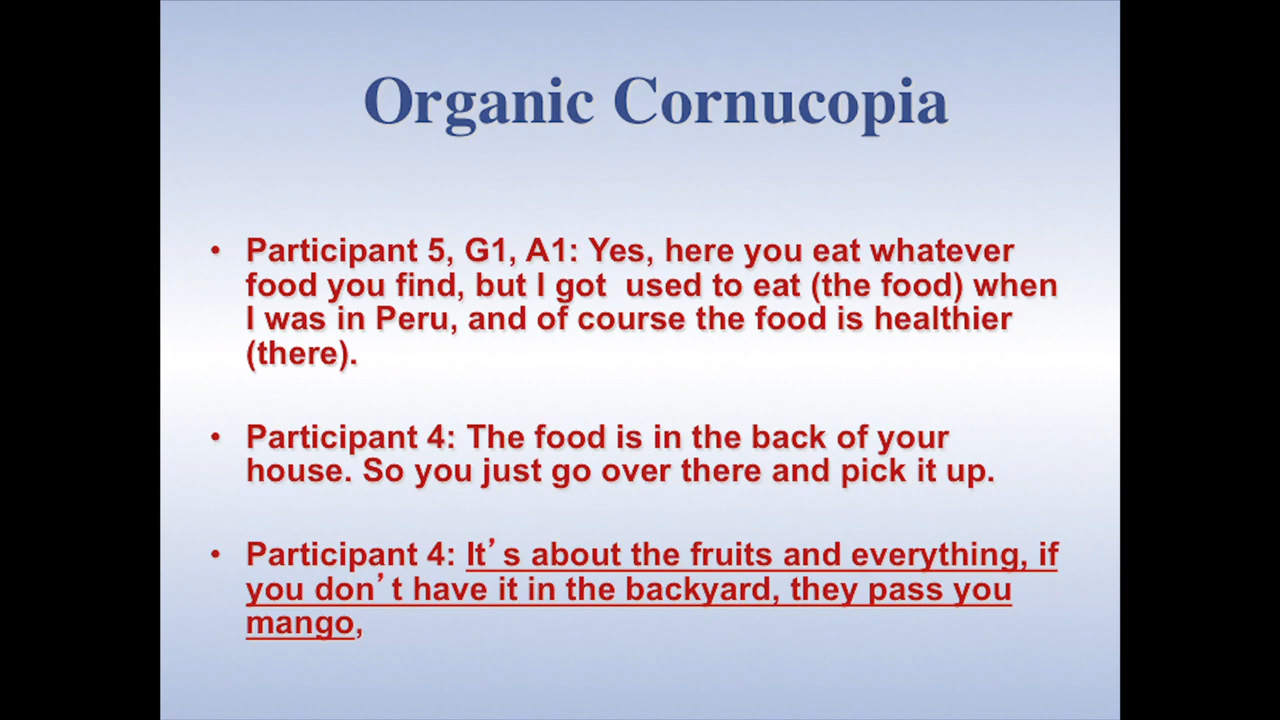 Organic Cornucopia
• Participant 5, G1, A1: Yes, here you eat whatever
food you find, but I got  used to eat (the food) when
I was in Peru, and of course the food is healthier
(there).
• Participant 4: The food is in the back of your
house. So you just go over there and pick it up.
• Participant 4: It’s about the fruits and everything, if
you don’t have it in the backyard, they pass you
mango,